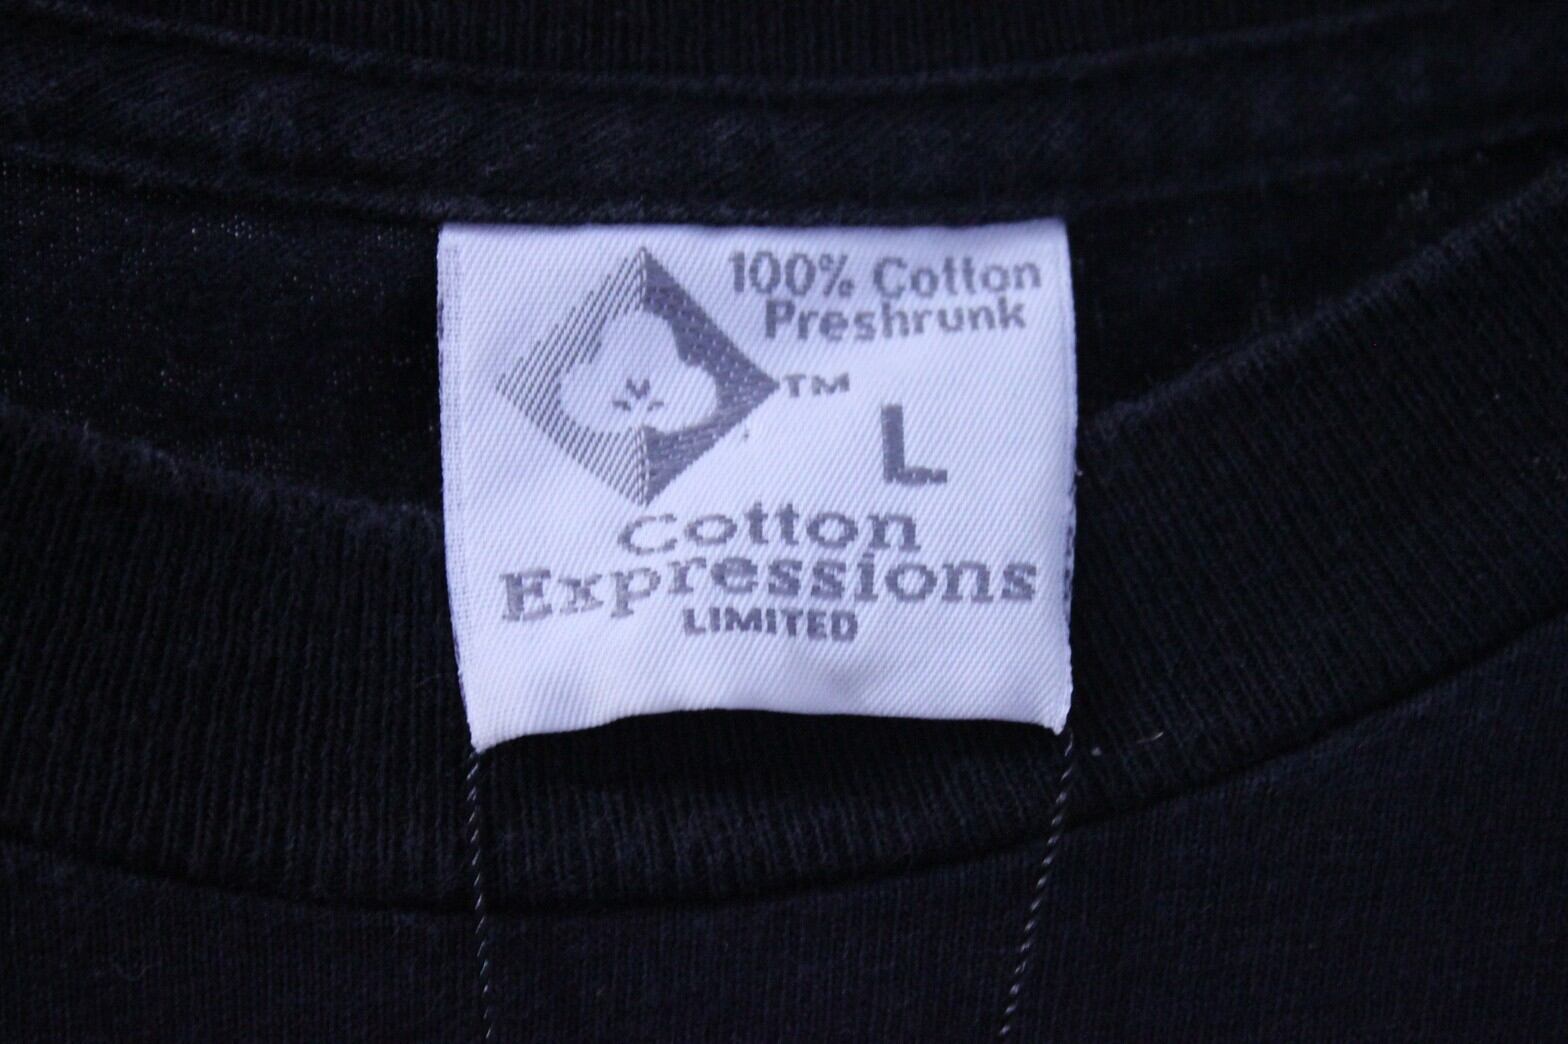 100% Cotton
Preshrunk
TM
L
Cotton
Expressions
LIMITED